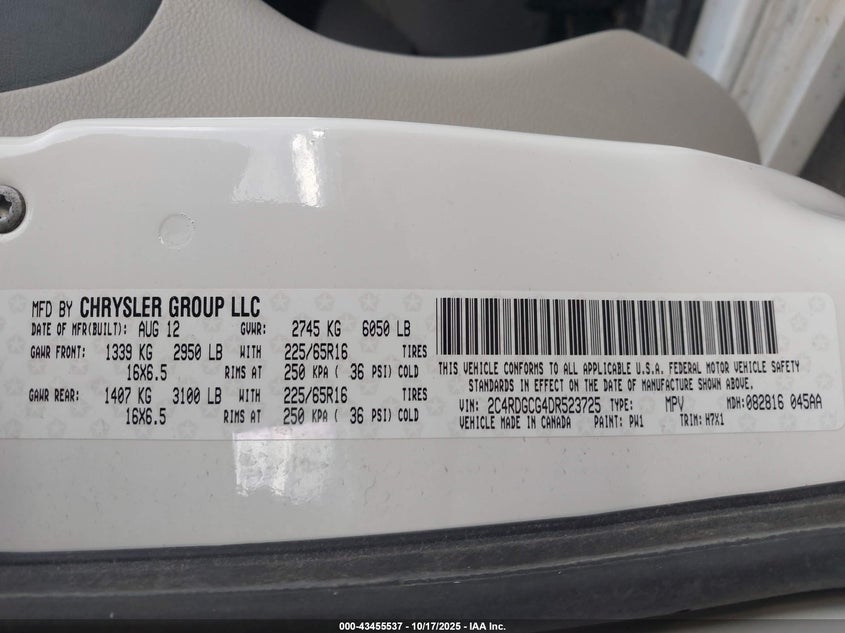 MFD BY CHRYSLER GROUP LLC
DATE OF MFR(BUILT): AUG 12 GVWR: 2745 KG 6050 LB
GAWR FRONT: 1339 KG 2950 LB WITH 225/65R16 TIRES
16X6.5 RIMS AT 250 KPA ( 36 PSI) COLD
GAWR REAR: 1407 KG 3100 LB WITH 225/65R16 TIRES
16X6.5 RIMS AT 250 KPA ( 36 PSI) COLD
THIS VEHICLE CONFORMS TO ALL APPLICABLE U.S.A. FEDERAL MOTOR VEHICLE SAFETY
STANDARDS IN EFFECT ON THE DATE OF MANUFACTURE SHOWN ABOVE.
VIN: 2C4RDGCG4DR523725 TYPE: MPV MDH: 082816 045AA
VEHICLE MADE IN CANADA PAINT: PW1 TRIM: H7X1
000-43455537 - 10/17/2025 - IAA Inc.